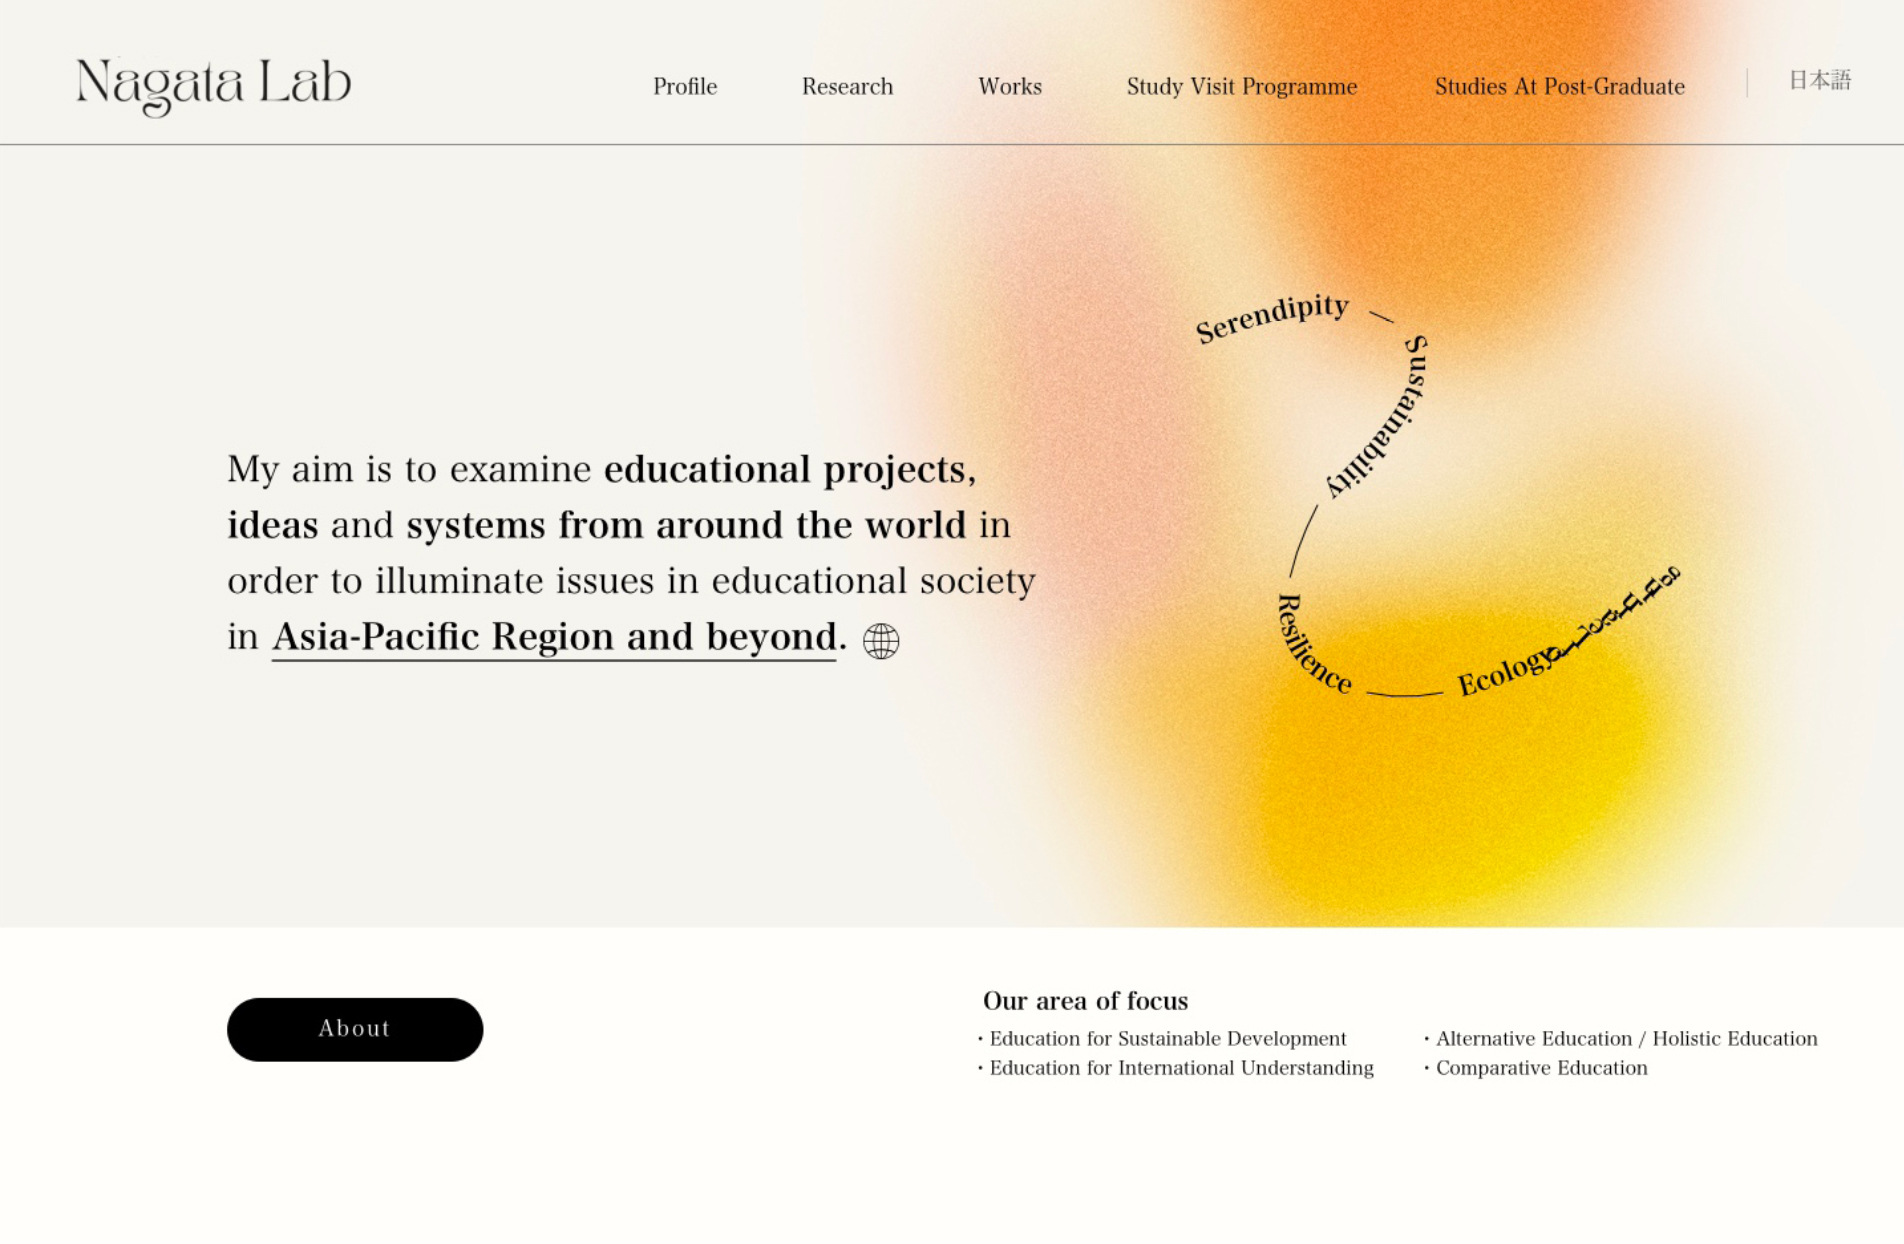 Nagata Lab
Profile
Research
Works
Study Visit Programme
Studies At Post-Graduate
日本語
Serendipity
Sustainability
Resilience
Ecology
My aim is to examine educational projects,
ideas and systems from around the world in
order to illuminate issues in educational society
in Asia-Pacific Region and beyond.
About
Our area of focus
・Education for Sustainable Development
・Education for International Understanding
・Alternative Education / Holistic Education
・Comparative Education